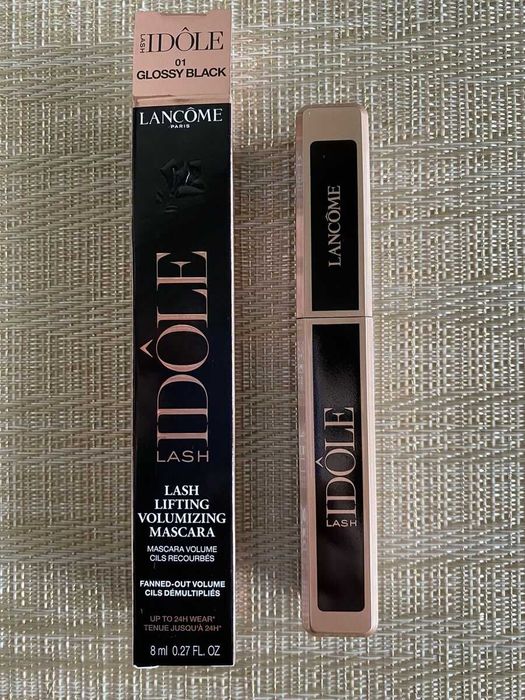 LASH IDÔLE
01
GLOSSY BLACK
LANCÔME
PARIS
IDÔLE
LASH
LASH
LIFTING
VOLUMIZING
MASCARA
MASCARA VOLUME
CILS RECOURBÉS
FANNED-OUT VOLUME
CILS DÉMULTIPLIÉS
UP TO 24H WEAR*
TENUE JUSQU'À 24H*
8 ml 0.27 FL. OZ
LANCÔME
IDÔLE
LASH